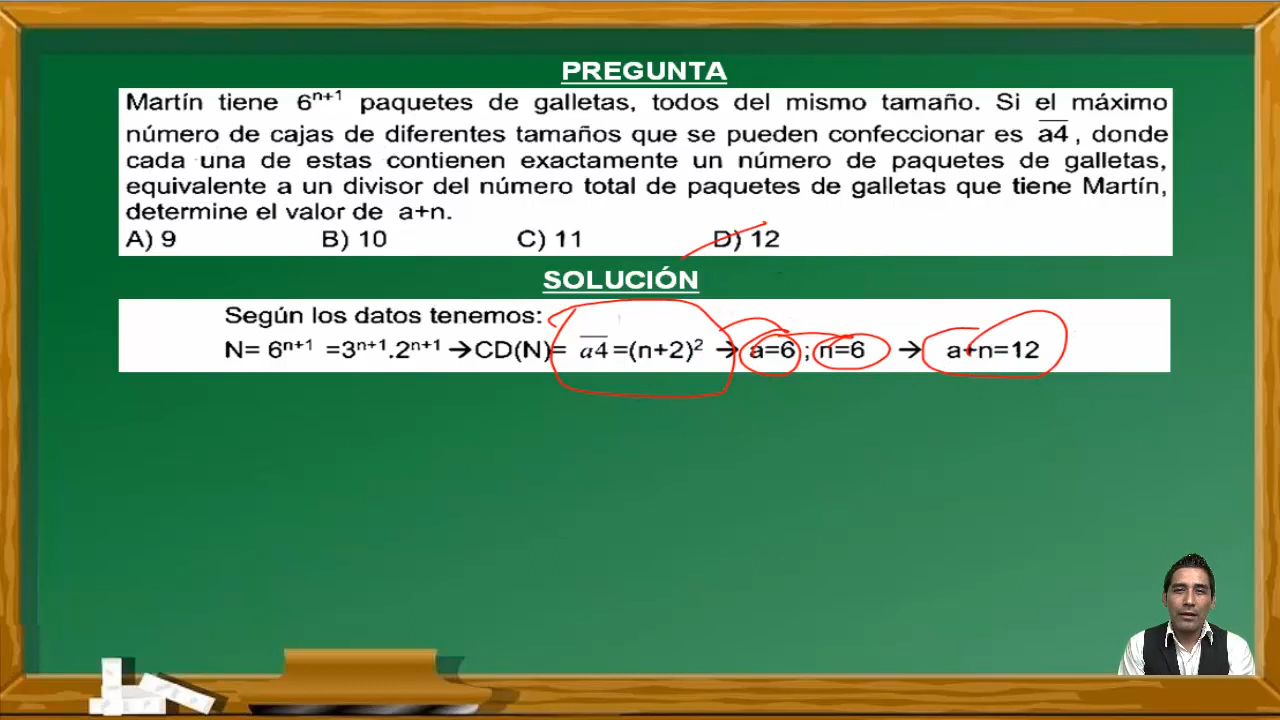 PREGUNTA
Martín tiene 6ⁿ⁺¹ paquetes de galletas, todos del mismo tamaño. Si el máximo
número de cajas de diferentes tamaños que se pueden confeccionar es a̅4̅, donde
cada una de estas contienen exactamente un número de paquetes de galletas,
equivalente a un divisor del número total de paquetes de galletas que tiene Martín,
determine el valor de a+n.
A) 9 B) 10 C) 11 D) 12
SOLUCIÓN
Según los datos tenemos:
N= 6ⁿ⁺¹ =3ⁿ⁺¹.2ⁿ⁺¹ →CD(N)= a̅4̅ =(n+2)² → a=6 ; n=6 → a+n=12